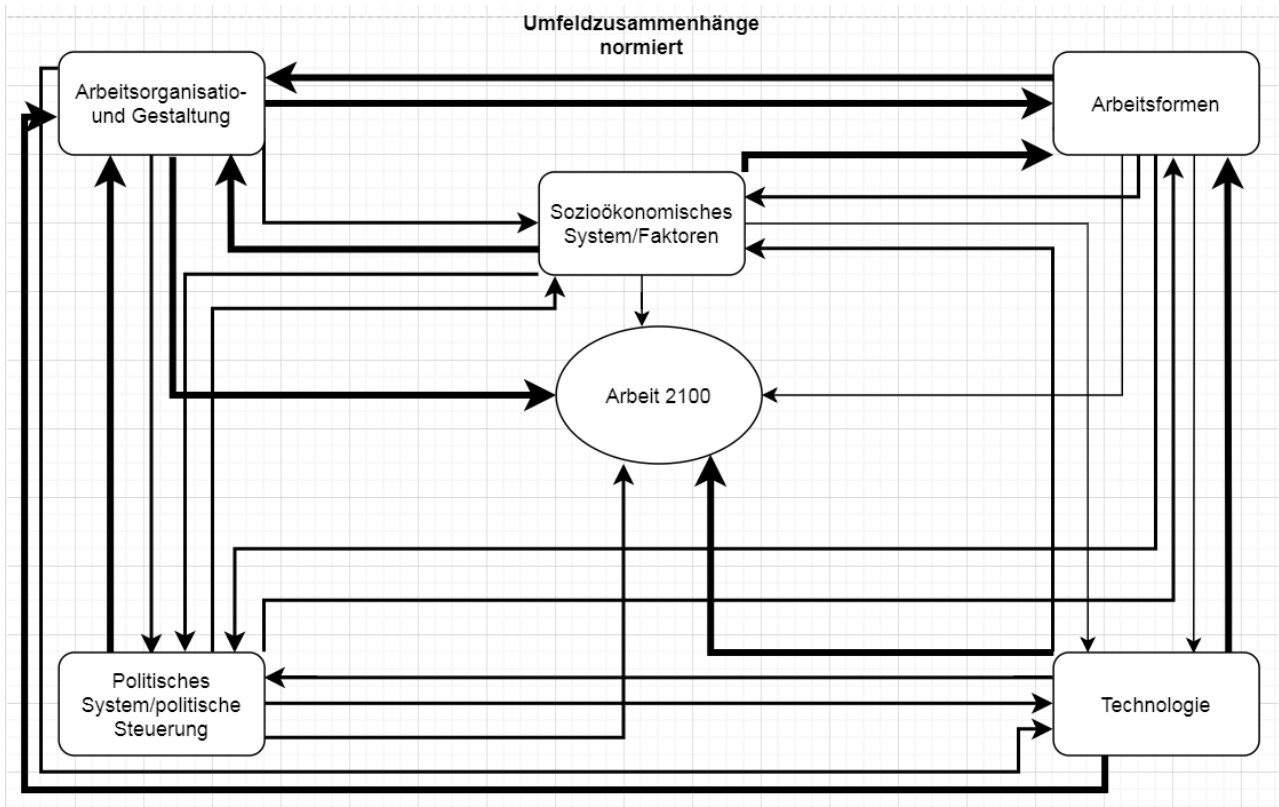 Umfeldzusammenhänge
normiert
Arbeitsorganisatio-
und Gestaltung
Arbeitsformen
Sozioökonomisches
System/Faktoren
Arbeit 2100
Politisches
System/politische
Steuerung
Technologie